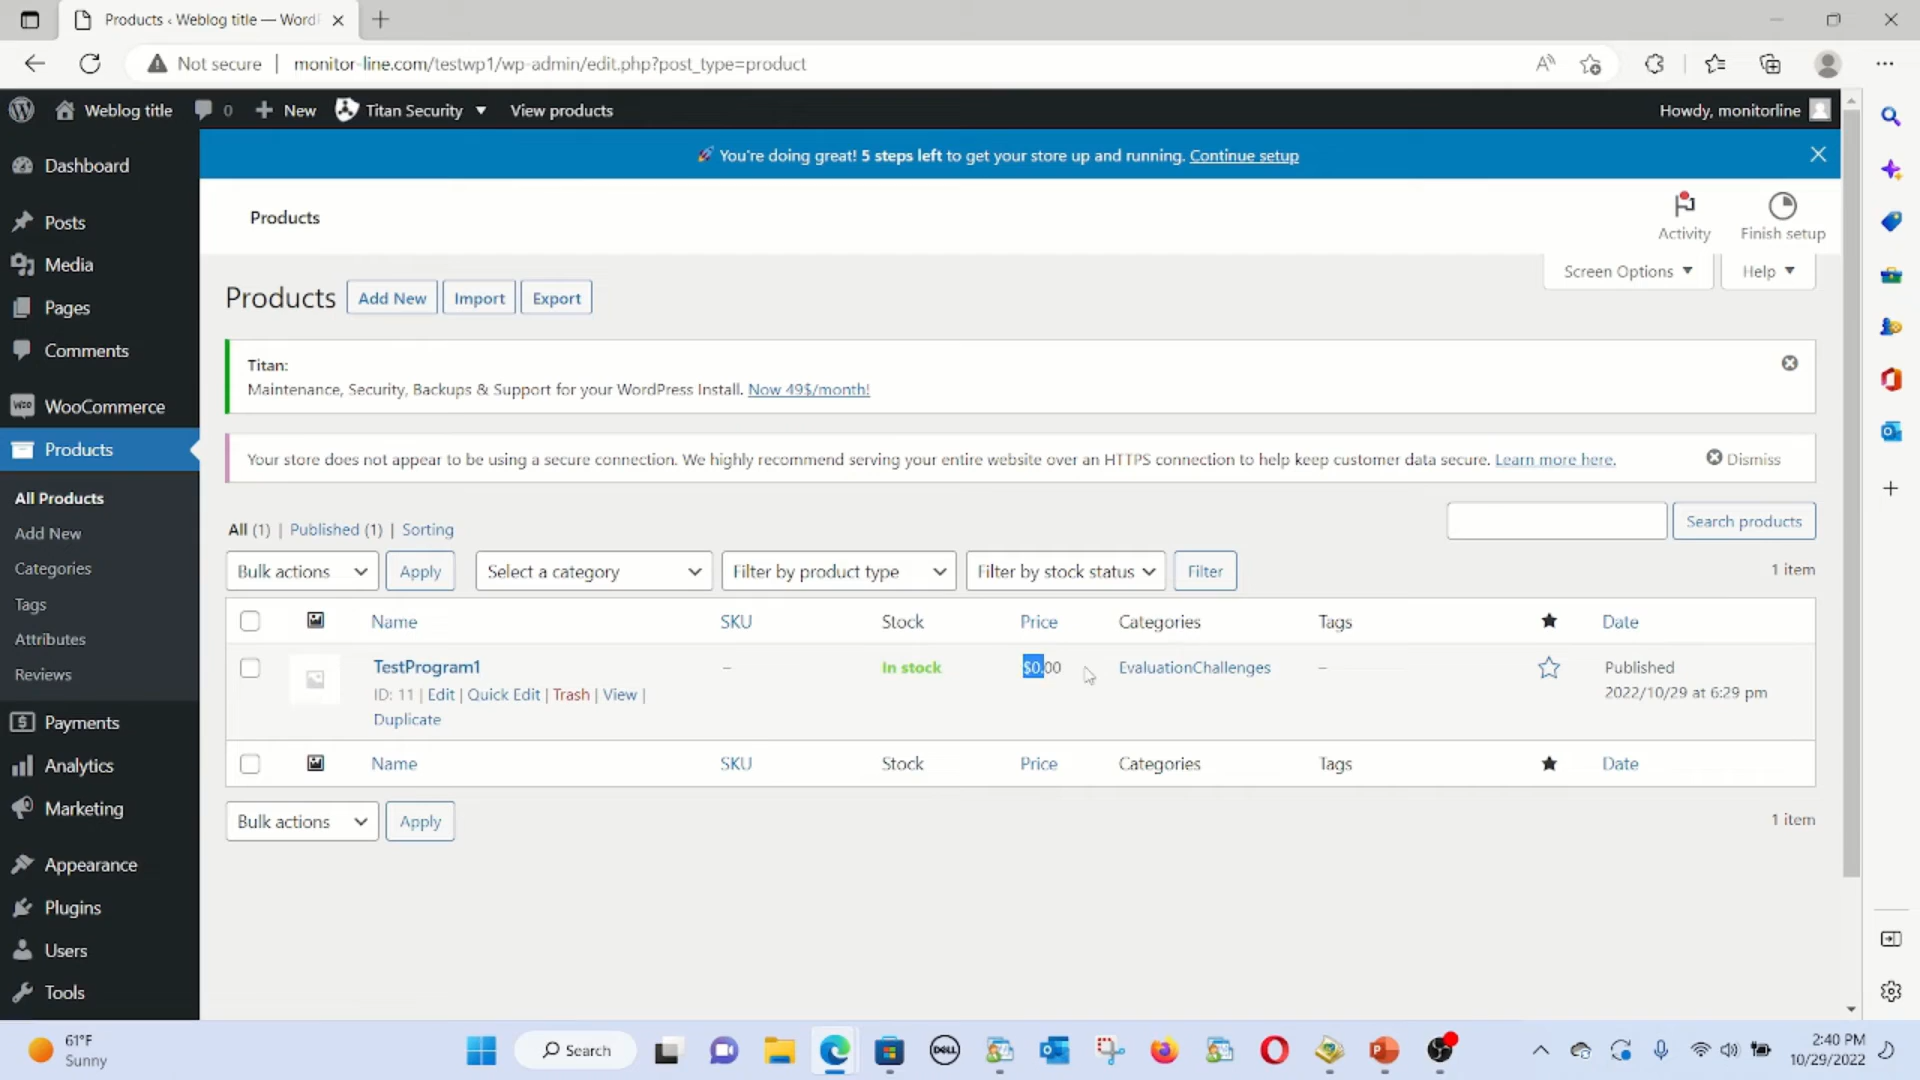 Products ‹ Weblog title — Word
Not secure
monitor-line.com/testwp1/wp-admin/edit.php?post_type=product
Weblog title
0
New
Titan Security
View products
Howdy, monitorline
Dashboard
Posts
Media
Pages
Comments
WooCommerce
Products
All Products
Add New
Categories
Tags
Attributes
Reviews
Payments
Analytics
Marketing
Appearance
Plugins
Users
Tools
You're doing great! 5 steps left to get your store up and running. Continue setup
Products
Activity
Finish setup
Screen Options
Help
Products
Add New
Import
Export
Titan:
Maintenance, Security, Backups & Support for your WordPress Install. Now 49$/month!
Your store does not appear to be using a secure connection. We highly recommend serving your entire website over an HTTPS connection to help keep customer data secure. Learn more here.
Dismiss
All (1) | Published (1) | Sorting
Search products
Bulk actions
Apply
Select a category
Filter by product type
Filter by stock status
Filter
1 item
Name SKU Stock Price Categories Tags Date
TestProgram1 – In stock $0.00 EvaluationChallenges – Published
ID: 11 | Edit | Quick Edit | Trash | View | 2022/10/29 at 6:29 pm
Duplicate
Name SKU Stock Price Categories Tags Date
Bulk actions
Apply
1 item
61°F
Sunny
Search
DELL
2:40 PM
10/29/2022